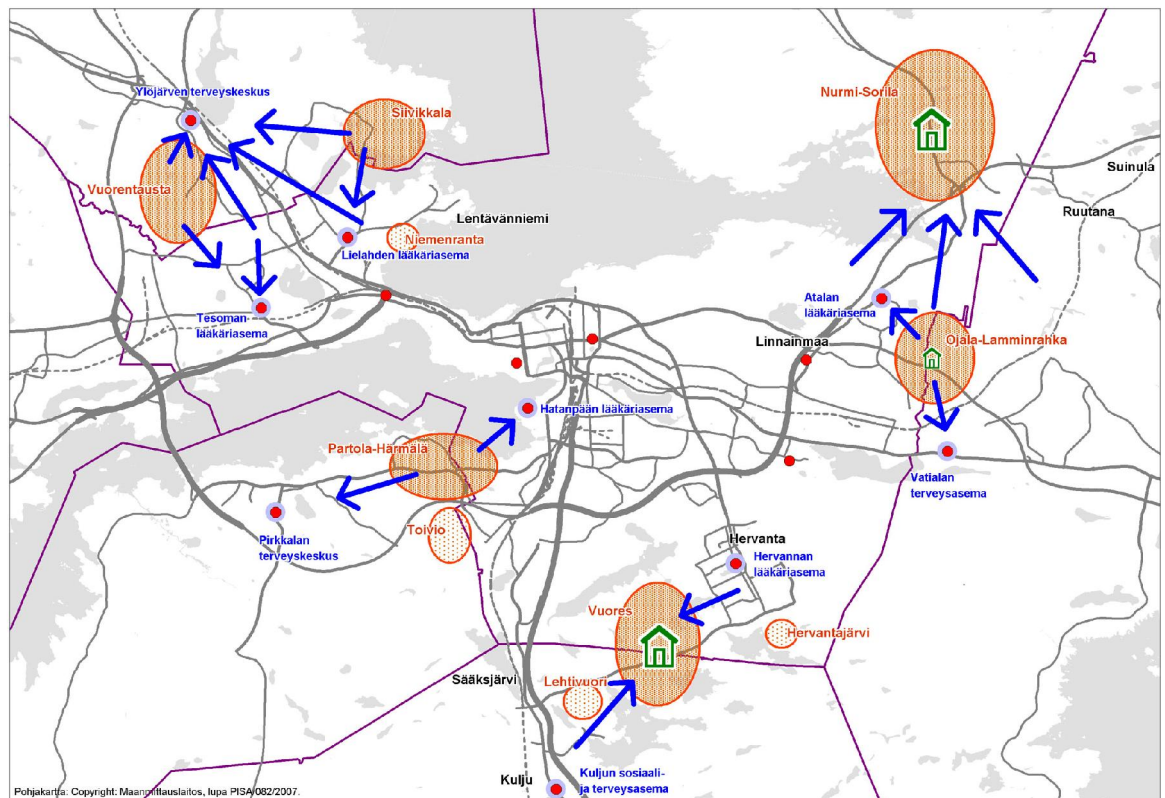 Ylöjärven terveyskeskus
Siivikkala
Nurmi-Sorila
Suinula
Vuorentausta
Ruutana
Lentävänniemi
Niemenranta
Lielahden lääkäriasema
Atalan
lääkäriasema
Tesoman
lääkäriasema
Linnainmaa
Ojala-Lamminrahka
Hatanpään lääkäriasema
Partola-Härmälä
Vatialan
terveysasema
Toivio
Pirkkalan
terveyskeskus
Hervanta
Hervannan
lääkäriasema
Vuores
Hervantajärvi
Sääksjärvi
Lehtivuori
Kulju
Kuljun sosiaali-
ja terveysasema
Pohjakartta: Copyright: Maanmittauslaitos, lupa PISA/082/2007.